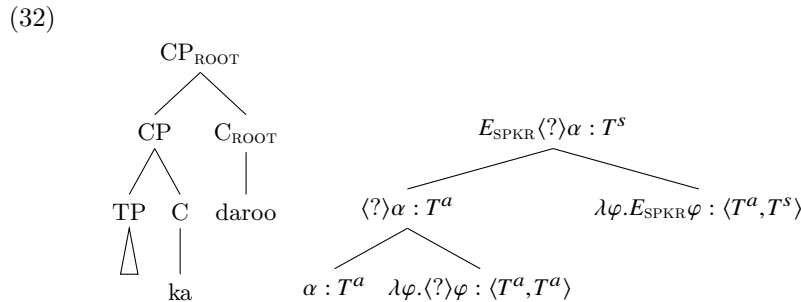 (32)
CP_ROOT
CP C_ROOT E_SPKR⟨?⟩α : T^s
TP C daroo ⟨?⟩α : T^a λφ.E_SPKRφ : ⟨T^a, T^s⟩
ka α : T^a λφ.⟨?⟩φ : ⟨T^a, T^a⟩